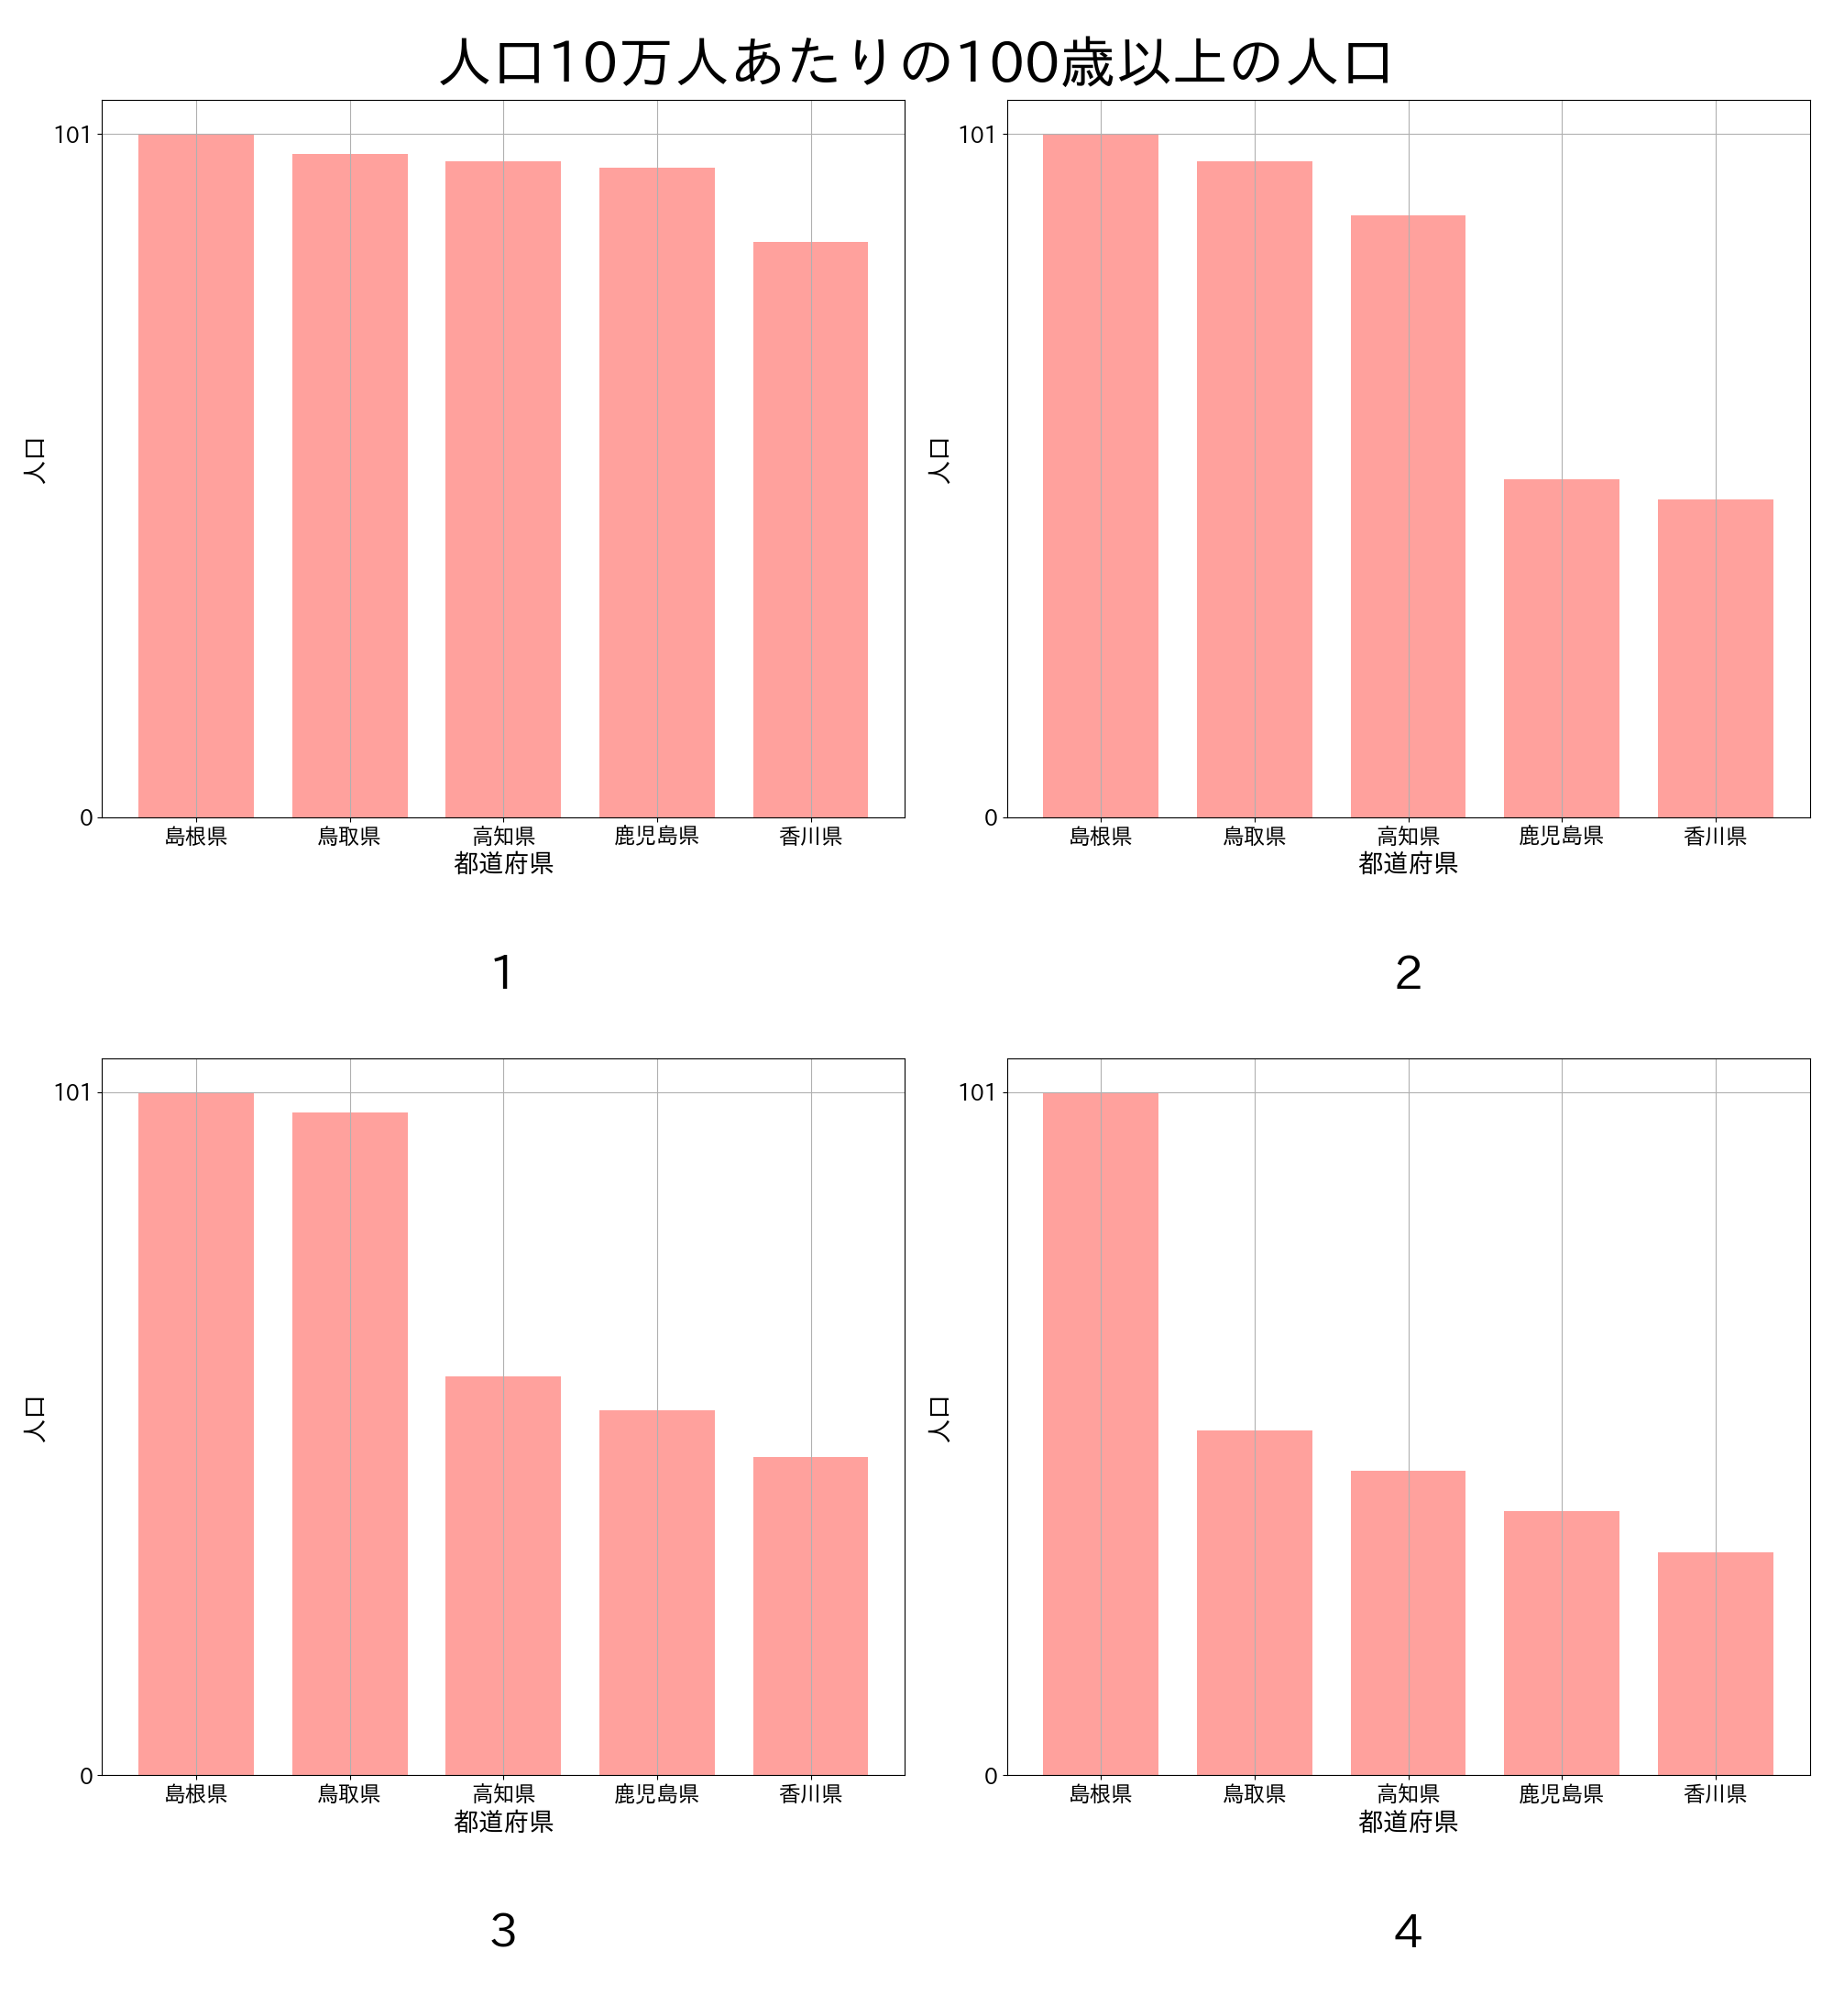 人口10万人あたりの100歳以上の人口
101
人口
0
島根県 鳥取県 高知県 鹿児島県 香川県
都道府県
1
101
人口
0
島根県 鳥取県 高知県 鹿児島県 香川県
都道府県
2
101
人口
0
島根県 鳥取県 高知県 鹿児島県 香川県
都道府県
3
101
人口
0
島根県 鳥取県 高知県 鹿児島県 香川県
都道府県
4